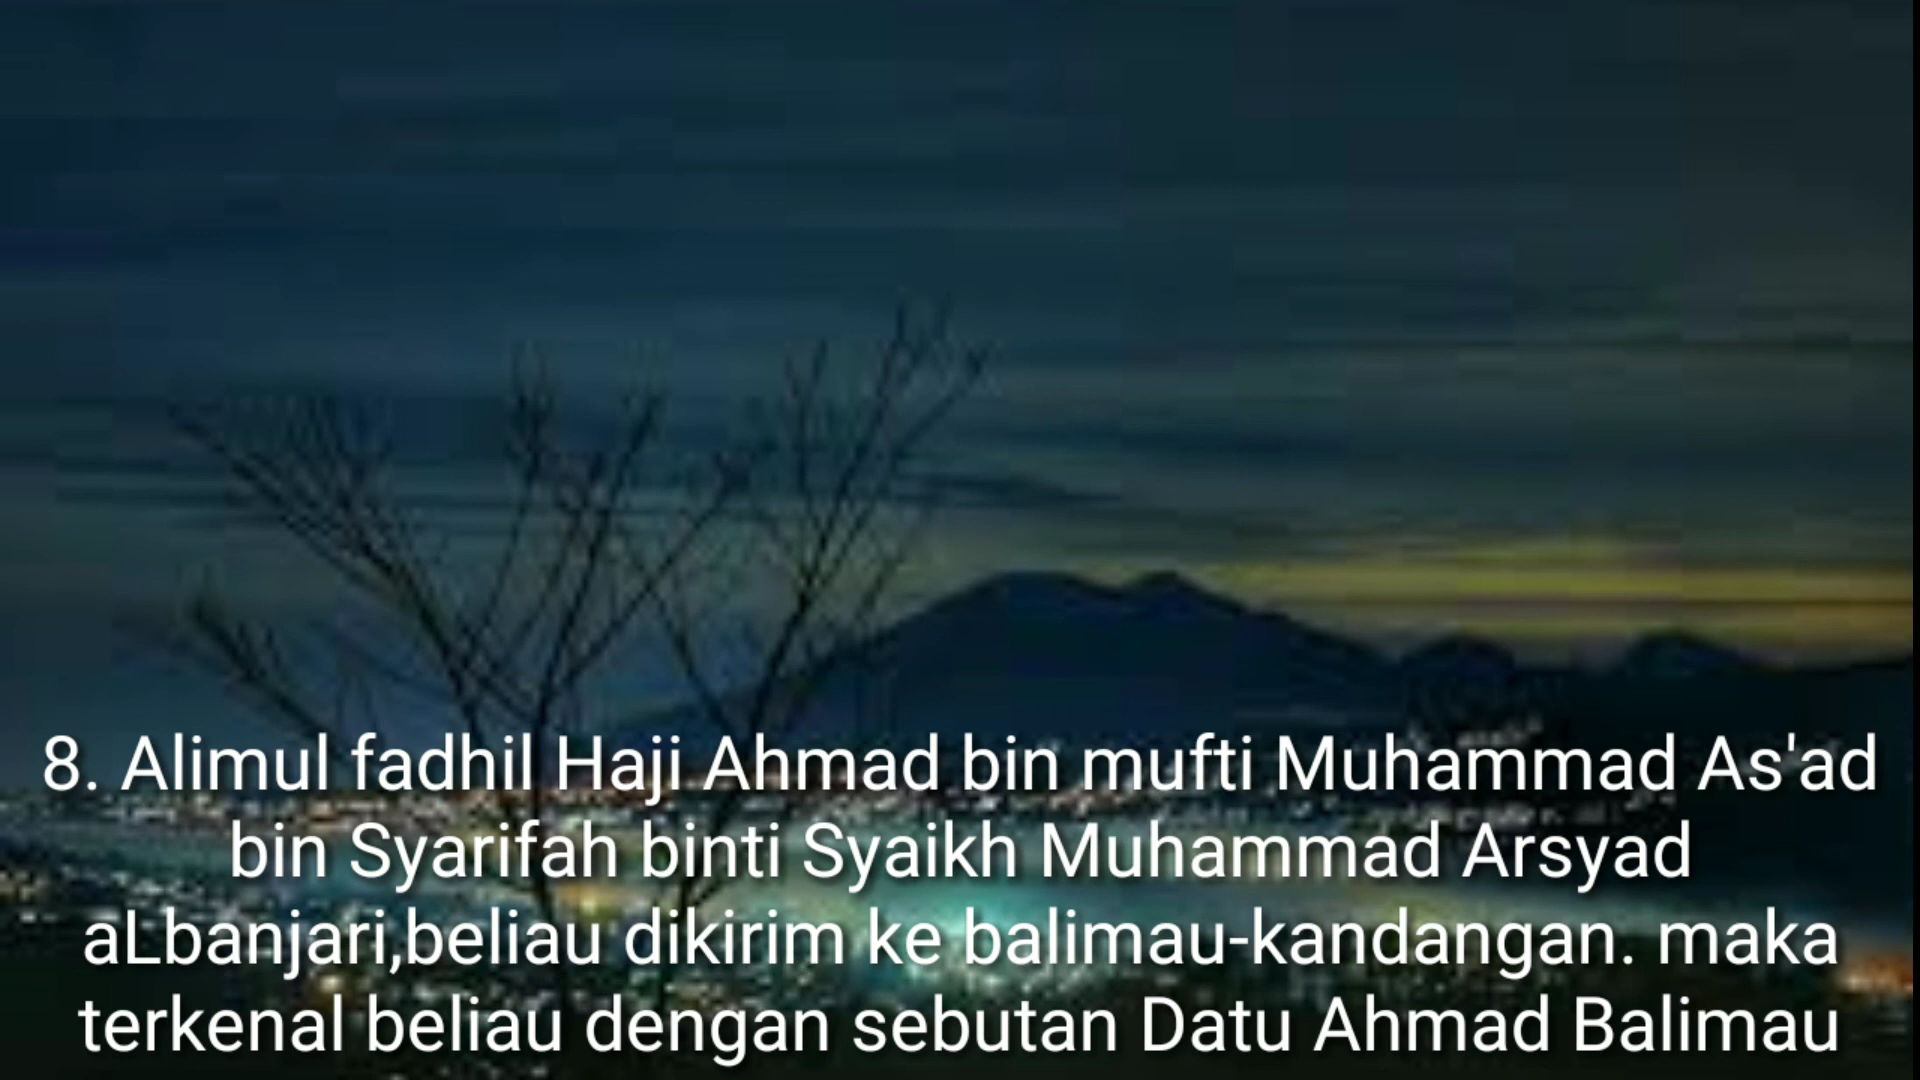 8. Alimul fadhil Haji Ahmad bin mufti Muhammad As'ad
bin Syarifah binti Syaikh Muhammad Arsyad
aLbanjari,beliau dikirim ke balimau-kandangan. maka
terkenal beliau dengan sebutan Datu Ahmad Balimau